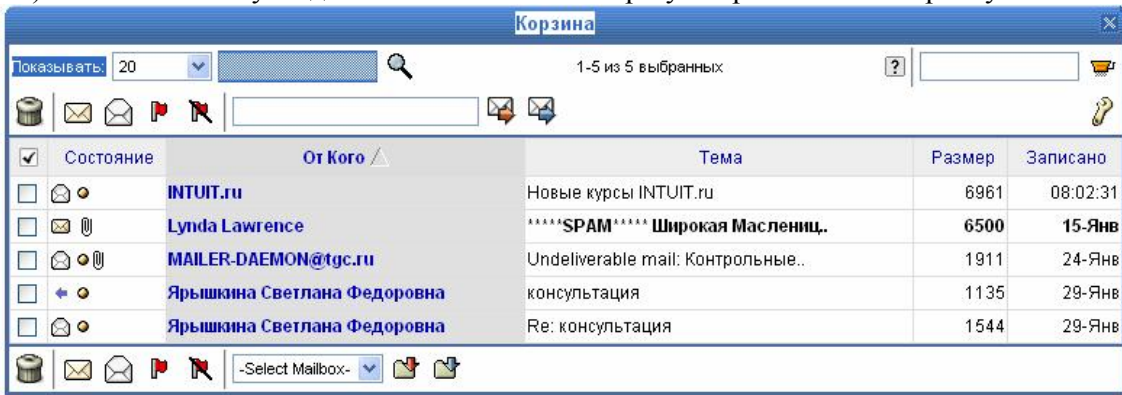 Корзина
Показывать: 20 1-5 из 5 выбранных ?
Состояние От Кого Тема Размер Записано
INTUIT.ru Новые курсы INTUIT.ru 6961 08:02:31
Lynda Lawrence *****SPAM***** Широкая Маслениц.. 6500 15-Янв
MAILER-DAEMON@tgc.ru Undeliverable mail: Контрольные.. 1911 24-Янв
Ярышкина Светлана Федоровна консультация 1135 29-Янв
Ярышкина Светлана Федоровна Re: консультация 1544 29-Янв
-Select Mailbox-